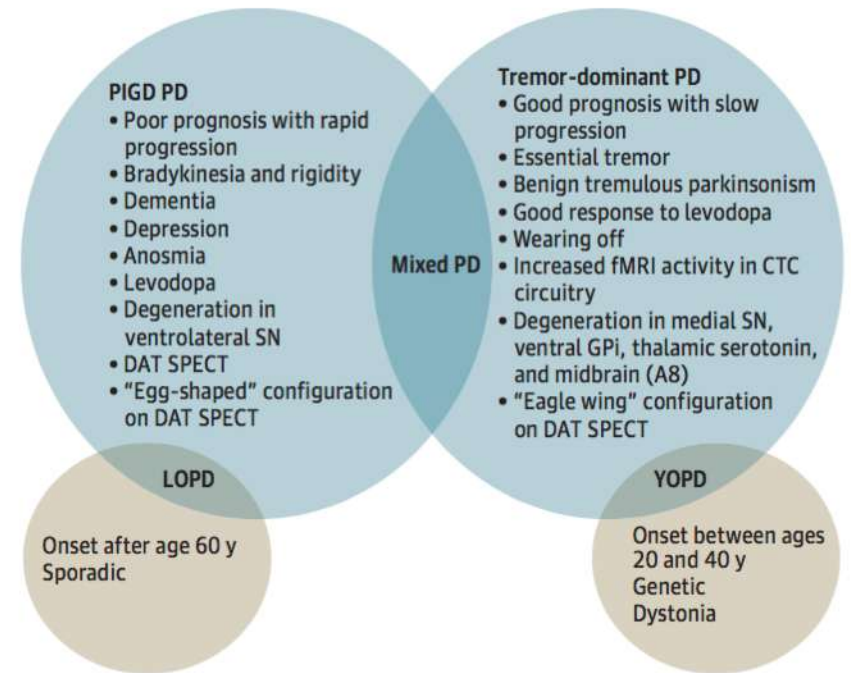 PIGD PD
• Poor prognosis with rapid
progression
• Bradykinesia and rigidity
• Dementia
• Depression
• Anosmia
• Levodopa
• Degeneration in
ventrolateral SN
• DAT SPECT
• “Egg-shaped” configuration
on DAT SPECT
Mixed PD
Tremor-dominant PD
• Good prognosis with slow
progression
• Essential tremor
• Benign tremulous parkinsonism
• Good response to levodopa
• Wearing off
• Increased fMRI activity in CTC
circuitry
• Degeneration in medial SN,
ventral GPi, thalamic serotonin,
and midbrain (A8)
• “Eagle wing” configuration
on DAT SPECT
LOPD
Onset after age 60 y
Sporadic
YOPD
Onset between ages
20 and 40 y
Genetic
Dystonia